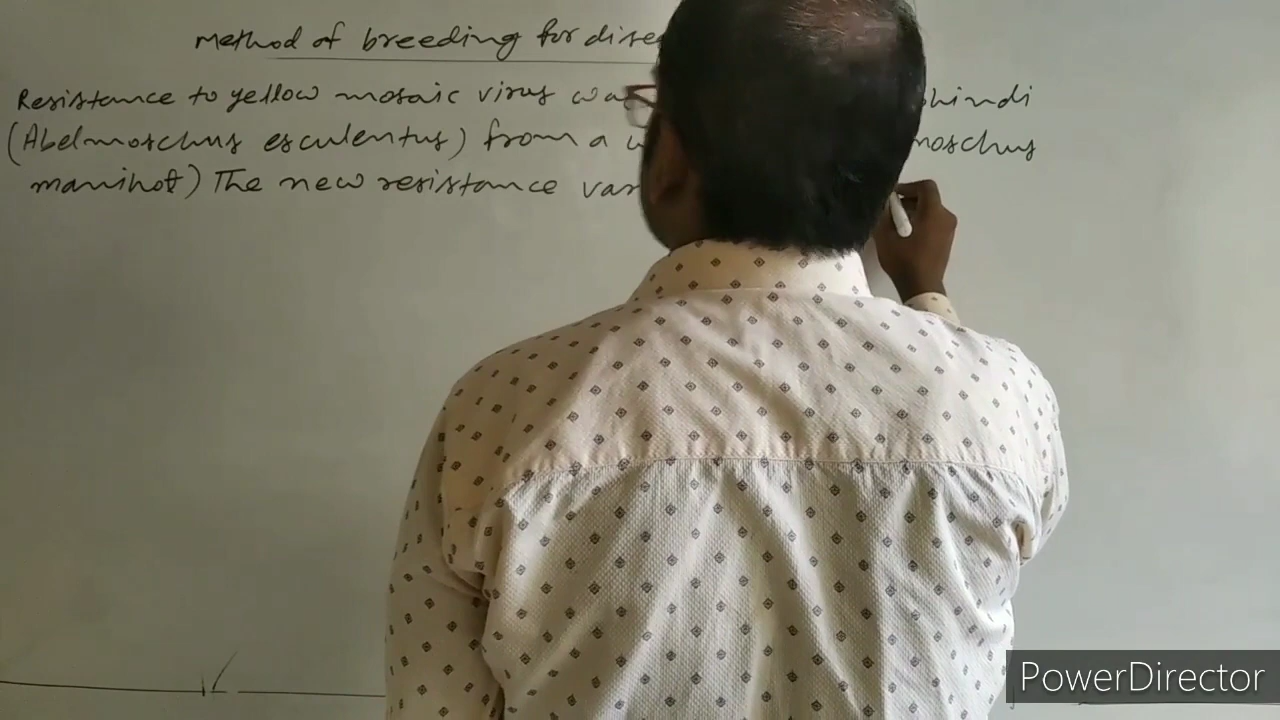 Method of breeding for dise
Resistance to yellow mosaic virus wa bhindi
(Abelmoschus esculentus) from a w moschus
manihot) The new resistance var
PowerDirector